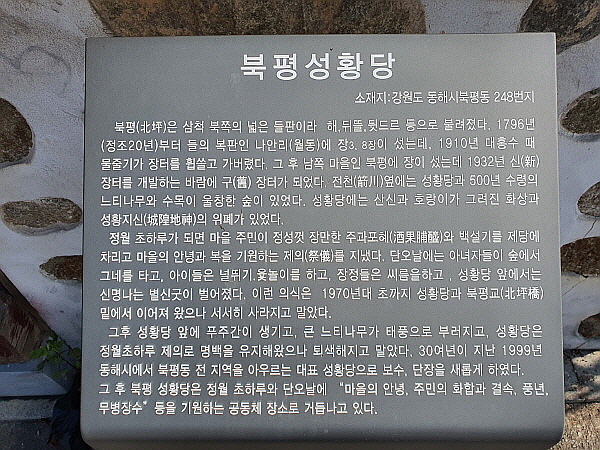 북평성황당
소재지:강원도 동해시북평동 248번지
북평(北坪)은 삼척 북쪽의 넓은 들판이라 해.뒤뜰.뒷드르 등으로 불려졌다. 1796년
(정조20년)부터 들의 복판인 나안리(월동)에 장3, 8장이 섰는데, 1910년 대홍수 때
물줄기가 장터를 휩쓸고 가버렸다. 그 후 남쪽 마을인 북평에 장이 섰는데 1932년 신(新)
장터를 개발하는 바람에 구(舊) 장터가 되었다. 전천(箭川)옆에는 성황당과 500년 수령의
느티나무와 수목이 울창한 숲이 있었다. 성황당에는 산신과 호랑이가 그려진 화상과
성황지신(城隍地神)의 위폐가 있었다.
정월 초하루가 되면 마을 주민이 정성껏 장만한 주과포혜(酒果脯醯)와 백설기를 제당에
차리고 마을의 안녕과 복을 기원하는 제의(祭儀)를 지냈다. 단오날에는 아녀자들이 숲에서
그네를 타고, 아이들은 널뛰기,윷놀이를 하고, 장정들은 씨름을하고 , 성황당 앞에서는
신명나는 별신굿이 벌어졌다. 이런 의식은 1970년대 초까지 성황당과 북평교(北坪橋)
밑에서 이어져 왔으나 서서히 사라지고 말았다.
그후 성황당 앞에 푸주간이 생기고, 큰 느티나무가 태풍으로 부러지고, 성황당은
정월초하루 제의로 명백을 유지해왔으나 퇴색해지고 말았다. 30여년이 지난 1999년
동해시에서 북평동 전 지역을 아우르는 대표 성황당으로 보수, 단장을 새롭게 하였다.
그 후 북평 성황당은 정월 초하루와 단오날에 “마을의 안녕, 주민의 화합과 결속, 풍년,
무병장수” 등을 기원하는 공동체 장소로 거듭나고 있다.